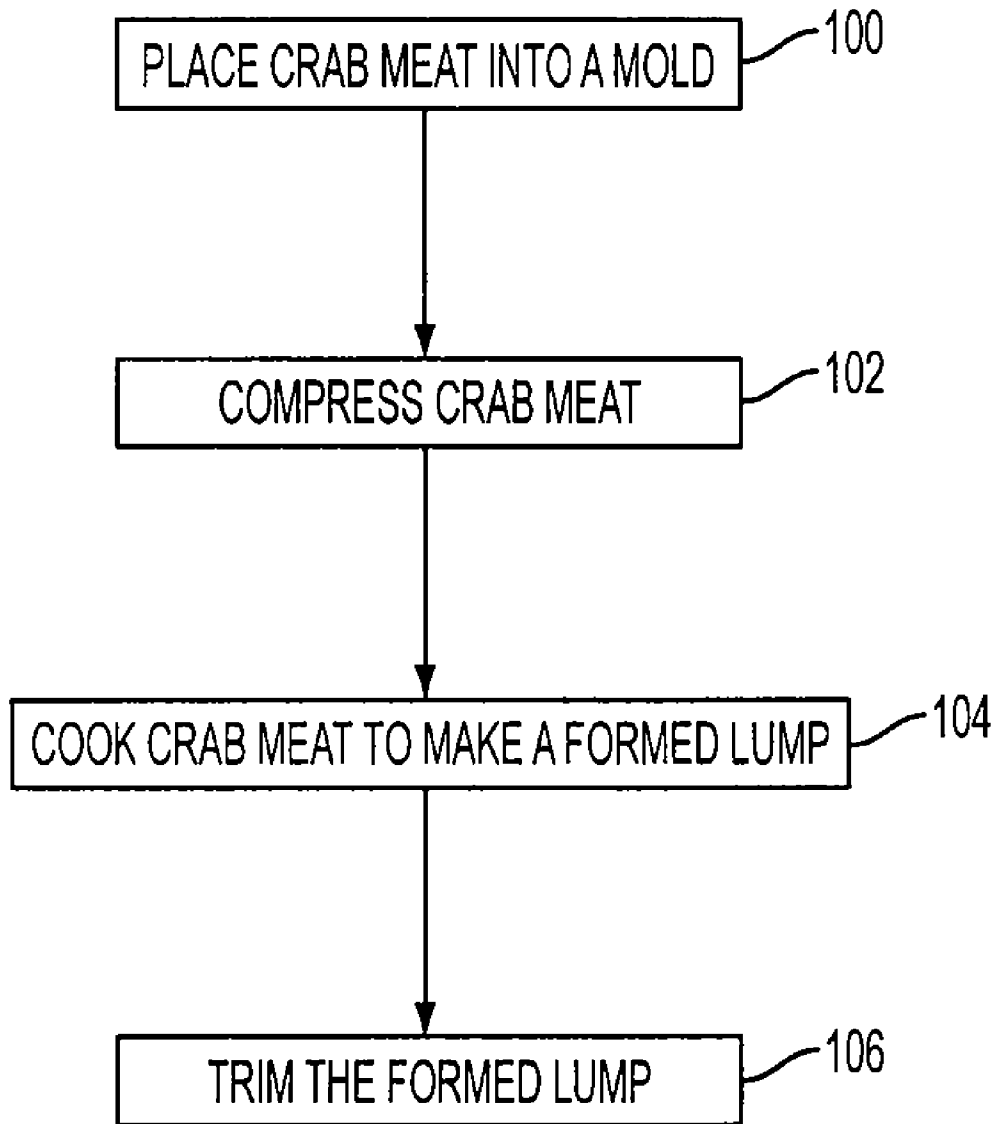 PLACE CRAB MEAT INTO A MOLD
100
COMPRESS CRAB MEAT
102
COOK CRAB MEAT TO MAKE A FORMED LUMP
104
TRIM THE FORMED LUMP
106